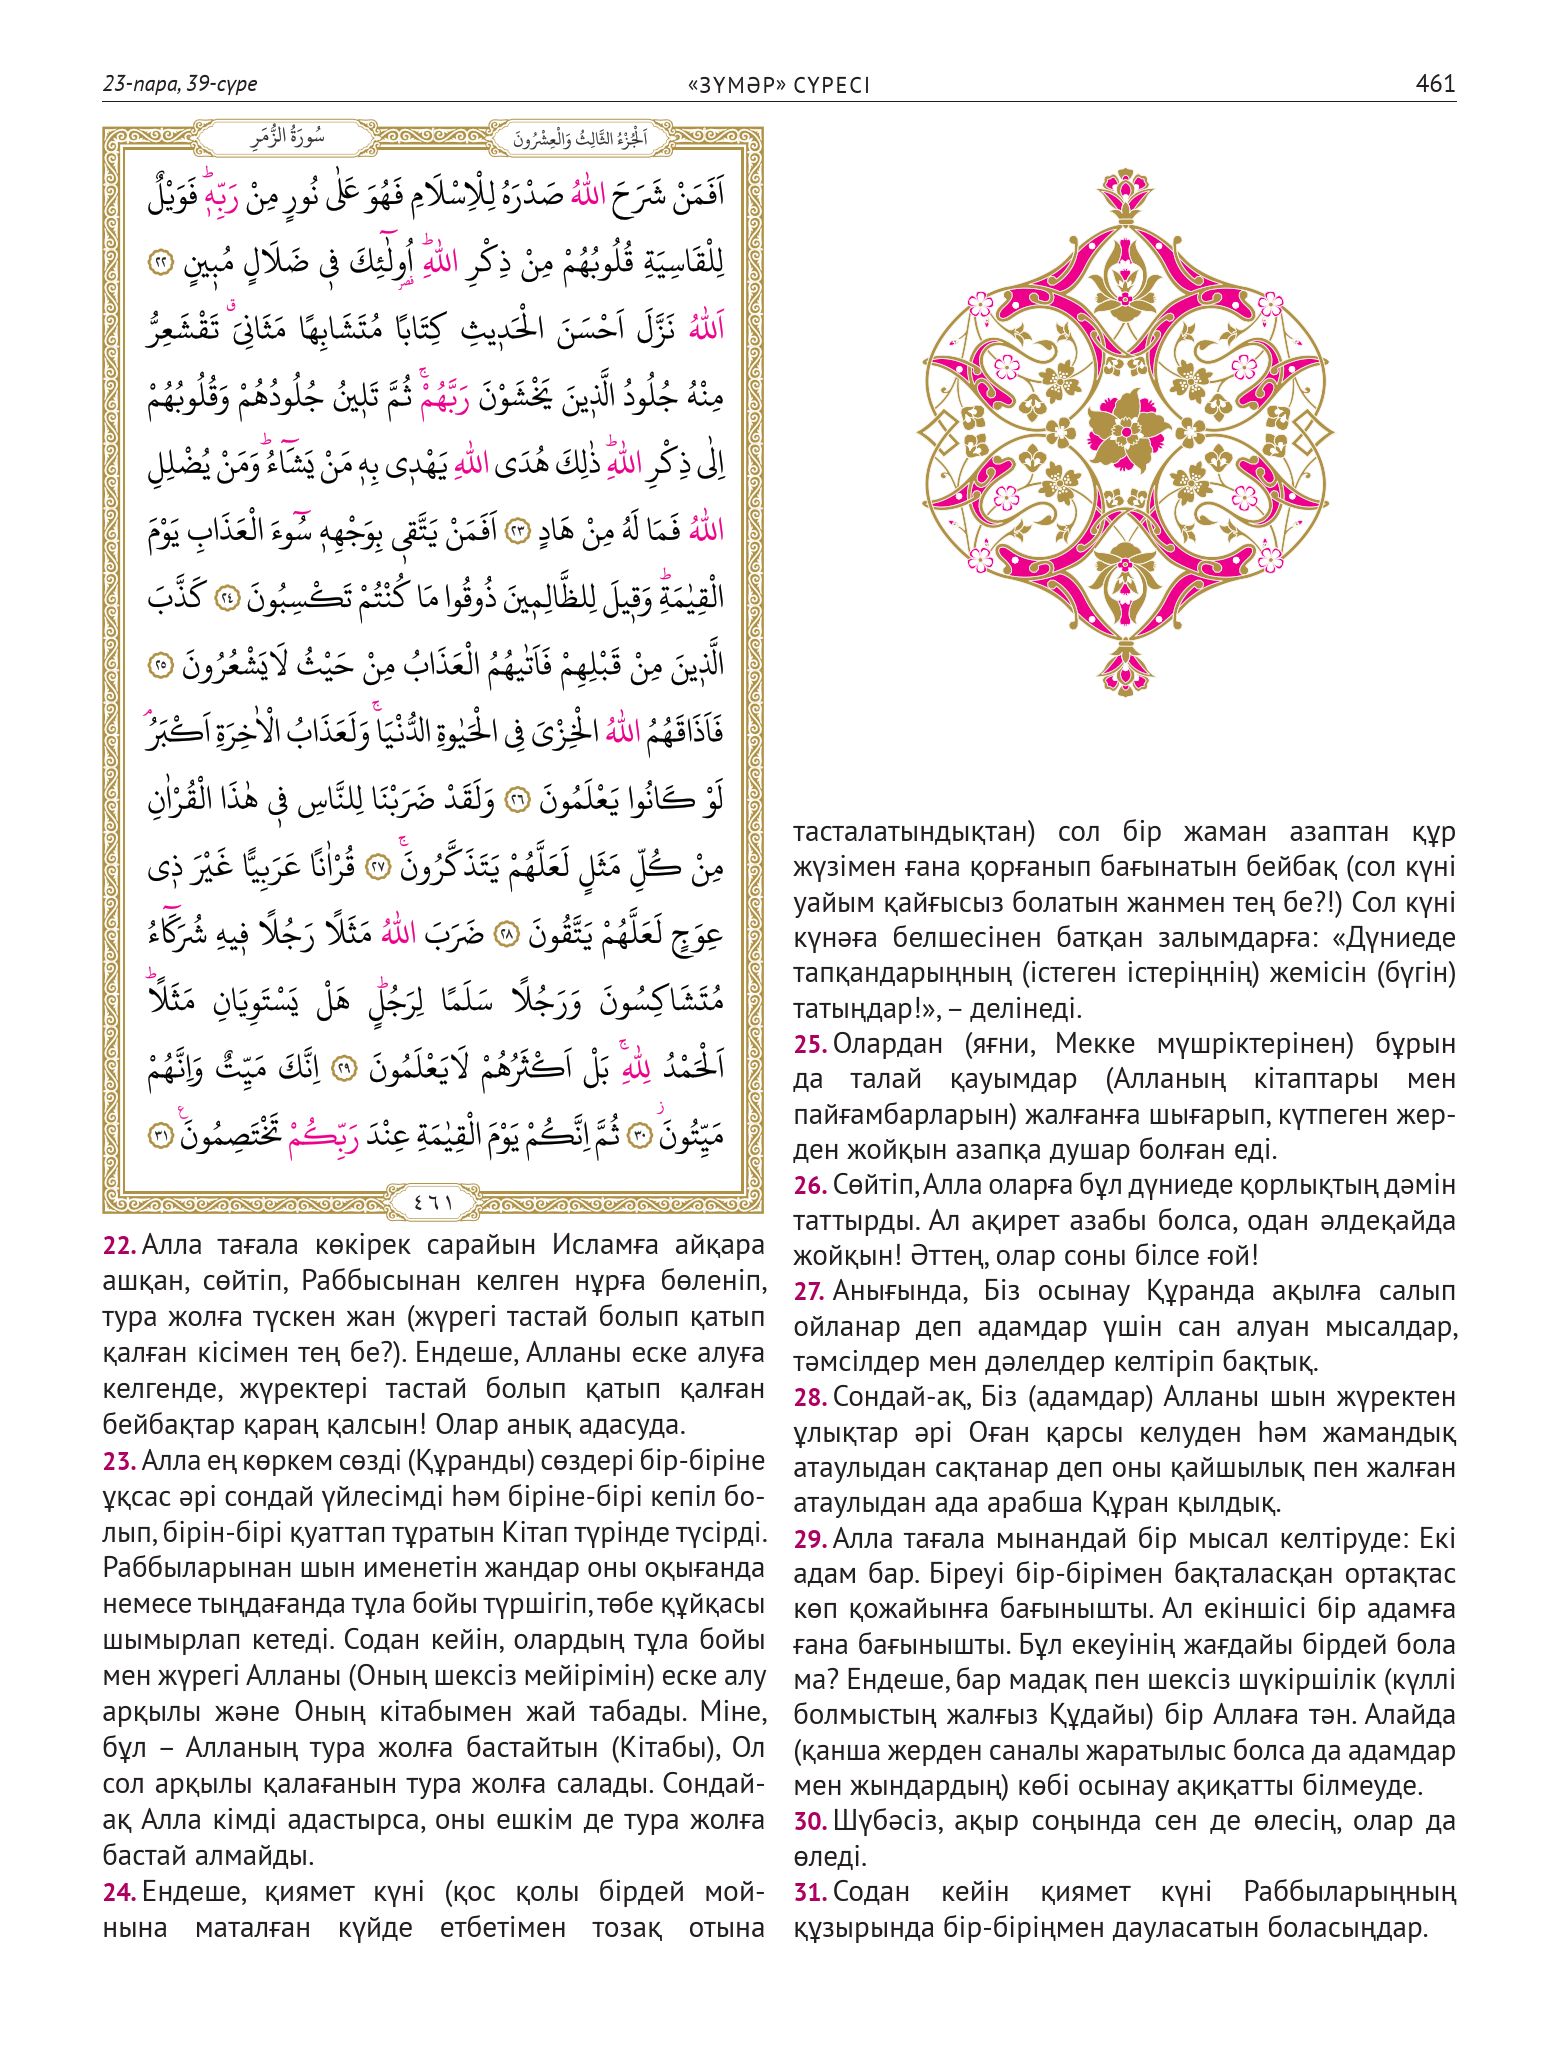 23-пара, 39-сүре
«ЗҮМӘР» СҮРЕСІ
461
سُورَةُ الزُّمَرِ
اَلْجُزْءُ الثَّالِثُ وَالْعِشْرُونَ
اَفَمَنْ شَرَحَ اللّٰهُ صَدْرَهُ لِلْاِسْلَامِ فَهُوَ عَلٰى نُورٍ مِنْ رَبِّه۪ۜ فَوَيْلٌ
لِلْقَاسِيَةِ قُلُوبُهُمْ مِنْ ذِكْرِ اللّٰهِۜ اُو۬لٰٓئِكَ ف۪ي ضَلَالٍ مُب۪ينٍ ﴿٢٢﴾
اَللّٰهُ نَزَّلَ اَحْسَنَ الْحَد۪يثِ كِتَابًا مُتَشَابِهًا مَثَانِيَۗ تَقْشَعِرُّ
مِنْهُ جُلُودُ الَّذ۪ينَ يَخْشَوْنَ رَبَّهُمْۚ ثُمَّ تَل۪ينُ جُلُودُهُمْ وَقُلُوبُهُمْ
اِلٰى ذِكْرِ اللّٰهِۜ ذٰلِكَ هُدَى اللّٰهِ يَهْد۪ي بِه۪ مَنْ يَشَٓاءُۜ وَمَنْ يُضْلِلِ
اللّٰهُ فَمَا لَهُ مِنْ هَادٍ ﴿٢٣﴾ اَفَمَنْ يَتَّق۪ي بِوَجْهِه۪ سُٓوءَ الْعَذَابِ يَوْمَ
الْقِيٰمَةِۜ وَق۪يلَ لِلظَّالِم۪ينَ ذُوقُوا مَا كُنْتُمْ تَكْسِبُونَ ﴿٢٤﴾ كَذَّبَ
الَّذ۪ينَ مِنْ قَبْلِهِمْ فَاَتٰيهُمُ الْعَذَابُ مِنْ حَيْثُ لَا يَشْعُرُونَ ﴿٢٥﴾
فَاَذَاقَهُمُ اللّٰهُ الْخِزْيَ فِي الْحَيٰوةِ الدُّنْيَاۚ وَلَعَذَابُ الْاٰخِرَةِ اَكْبَرُۢ
لَوْ كَانُوا يَعْلَمُونَ ﴿٢٦﴾ وَلَقَدْ ضَرَبْنَا لِلنَّاسِ ف۪ي هٰذَا الْقُرْاٰنِ
مِنْ كُلِّ مَثَلٍ لَعَلَّهُمْ يَتَذَكَّرُونَۚ ﴿٢٧﴾ قُرْاٰنًا عَرَبِيًّا غَيْرَ ذ۪ي
عِوَجٍ لَعَلَّهُمْ يَتَّقُونَ ﴿٢٨﴾ ضَرَبَ اللّٰهُ مَثَلًا رَجُلًا ف۪يهِ شُرَكَٓاءُ
مُتَشَاكِسُونَ وَرَجُلًا سَلَمًا لِرَجُلٍۜ هَلْ يَسْتَوِيَانِ مَثَلًاۜ
اَلْحَمْدُ لِلّٰهِۚ بَلْ اَكْثَرُهُمْ لَا يَعْلَمُونَ ﴿٢٩﴾ اِنَّكَ مَيِّتٌ وَاِنَّهُمْ
مَيِّتُونَۘ ﴿٣٠﴾ ثُمَّ اِنَّكُمْ يَوْمَ الْقِيٰمَةِ عِنْدَ رَبِّكُمْ تَخْتَصِمُونَ۟ ﴿٣١﴾
٤٦١
22. Алла тағала көкірек сарайын Исламға айқара
ашқан, сөйтіп, Раббысынан келген нұрға бөленіп,
тура жолға түскен жан (жүрегі тастай болып қатып
қалған кісімен тең бе?). Ендеше, Алланы еске алуға
келгенде, жүректері тастай болып қатып қалған
бейбақтар қараң қалсын! Олар анық адасуда.
23. Алла ең көркем сөзді (Құранды) сөздері бір-біріне
ұқсас әрі сондай үйлесімді һәм біріне-бірі кепіл бо-
лып, бірін-бірі қуаттап тұратын Кітап түрінде түсірді.
Раббыларынан шын именетін жандар оны оқығанда
немесе тыңдағанда тұла бойы түршігіп, төбе құйқасы
шымырлап кетеді. Содан кейін, олардың тұла бойы
мен жүрегі Алланы (Оның шексіз мейірімін) еске алу
арқылы және Оның кітабымен жай табады. Міне,
бұл – Алланың тура жолға бастайтын (Кітабы), Ол
сол арқылы қалағанын тура жолға салады. Сондай-
ақ Алла кімді адастырса, оны ешкім де тура жолға
бастай алмайды.
24. Ендеше, қиямет күні (қос қолы бірдей мой-
нына маталған күйде етбетімен тозақ отына
тасталатындықтан) сол бір жаман азаптан құр
жүзімен ғана қорғанып бағынатын бейбақ (сол күні
уайым қайғысыз болатын жанмен тең бе?!) Сол күні
күнәға белшесінен батқан залымдарға: «Дүниеде
тапқандарыңның (істеген істеріңнің) жемісін (бүгін)
татыңдар!», – делінеді.
25. Олардан (яғни, Мекке мүшріктерінен) бұрын
да талай қауымдар (Алланың кітаптары мен
пайғамбарларын) жалғанға шығарып, күтпеген жер-
ден жойқын азапқа душар болған еді.
26. Сөйтіп, Алла оларға бұл дүниеде қорлықтың дәмін
таттырды. Ал ақирет азабы болса, одан әлдеқайда
жойқын! Әттең, олар соны білсе ғой!
27. Анығында, Біз осынау Құранда ақылға салып
ойланар деп адамдар үшін сан алуан мысалдар,
тәмсілдер мен дәлелдер келтіріп бақтық.
28. Сондай-ақ, Біз (адамдар) Алланы шын жүректен
ұлықтар әрі Оған қарсы келуден һәм жамандық
атаулыдан сақтанар деп оны қайшылық пен жалған
атаулыдан ада арабша Құран қылдық.
29. Алла тағала мынандай бір мысал келтіруде: Екі
адам бар. Біреуі бір-бірімен бақталасқан ортақтас
көп қожайынға бағынышты. Ал екіншісі бір адамға
ғана бағынышты. Бұл екеуінің жағдайы бірдей бола
ма? Ендеше, бар мадақ пен шексіз шүкіршілік (күллі
болмыстың жалғыз Құдайы) бір Аллаға тән. Алайда
(қанша жерден саналы жаратылыс болса да адамдар
мен жындардың) көбі осынау ақиқатты білмеуде.
30. Шүбәсіз, ақыр соңында сен де өлесің, олар да
өледі.
31. Содан кейін қиямет күні Раббыларыңның
құзырында бір-біріңмен дауласатын боласыңдар.